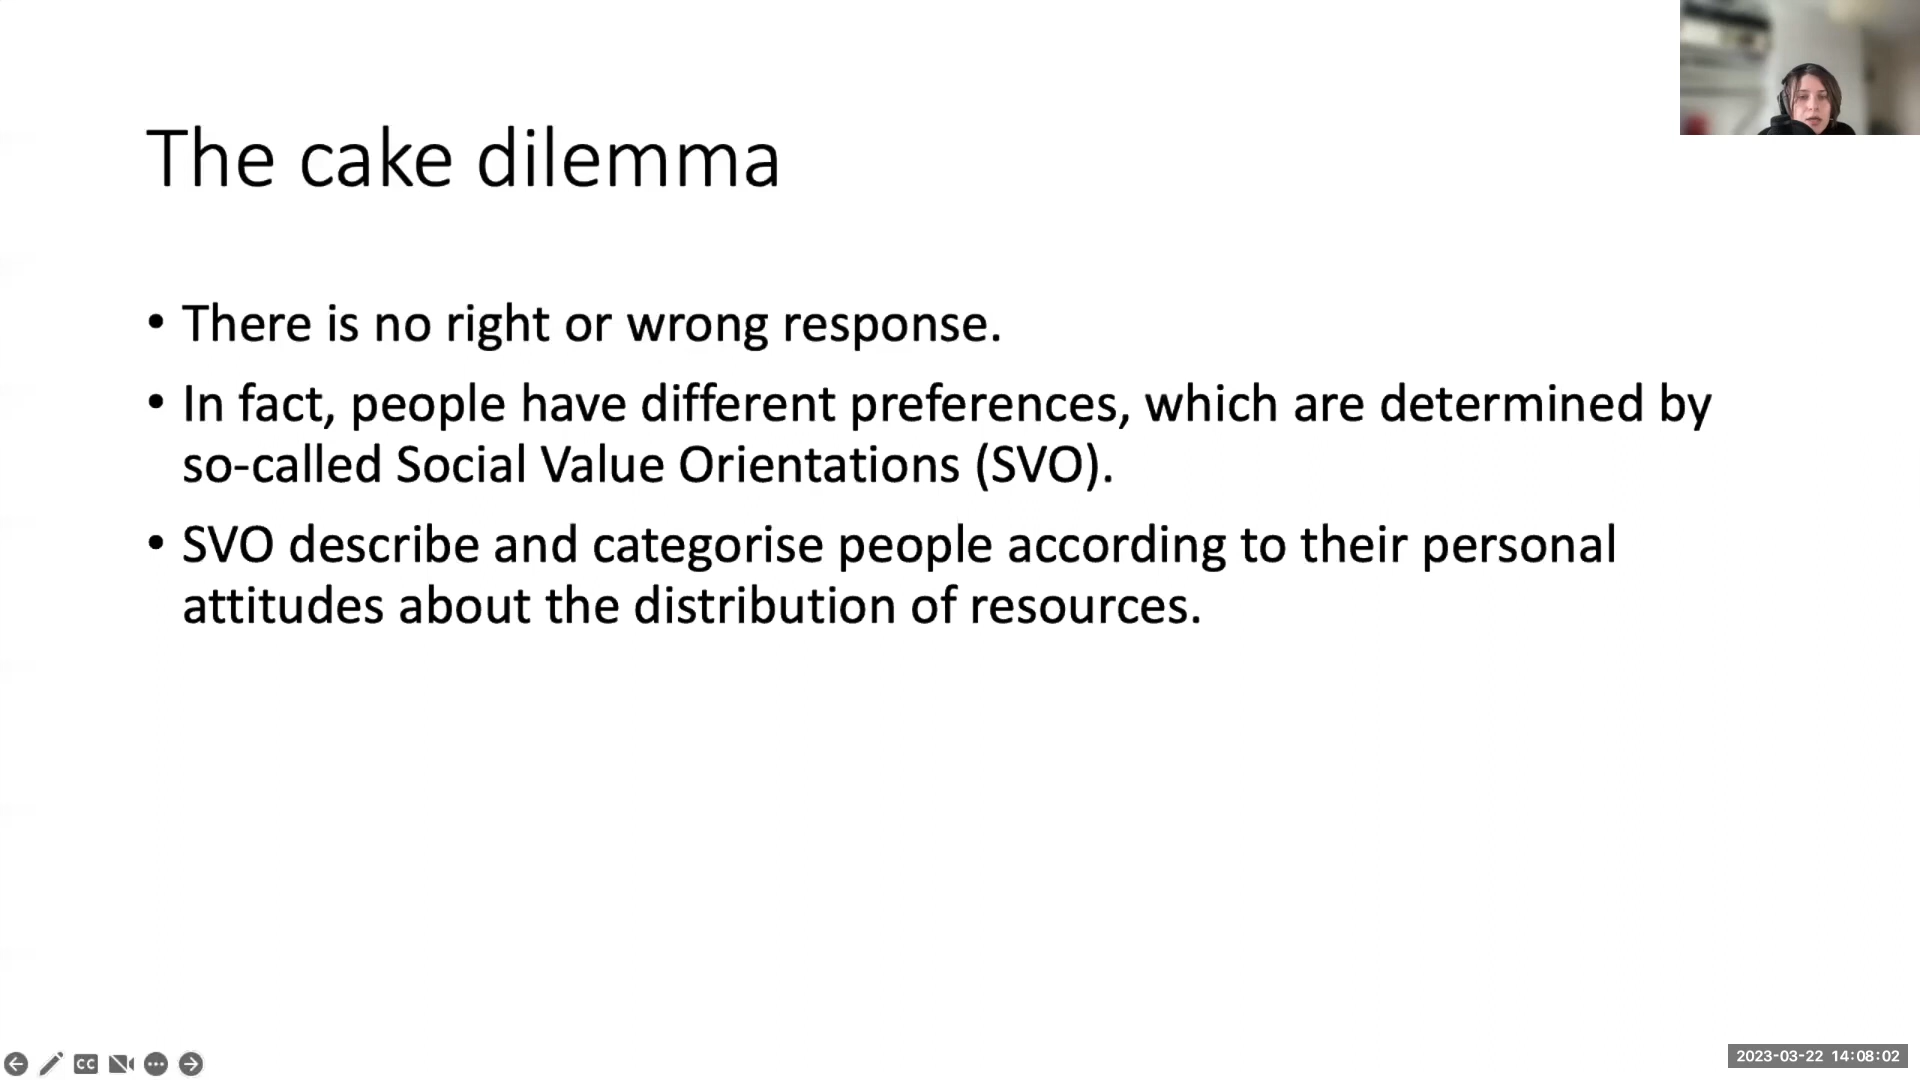 The cake dilemma
• There is no right or wrong response.
• In fact, people have different preferences, which are determined by
so-called Social Value Orientations (SVO).
• SVO describe and categorise people according to their personal
attitudes about the distribution of resources.
CC
2023-03-22 14:08:02